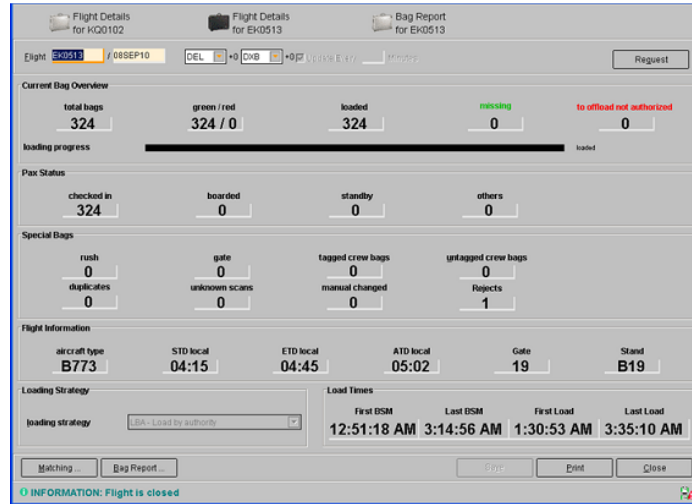 Flight Details for KQ0102
Flight Details for EK0513
Bag Report for EK0513
Flight EK0513 / 08SEP10 DEL +0 DXB +0 Update Every Minutes Request
Current Bag Overview
total bags green / red loaded missing to offload not authorized
324 324 / 0 324 0 0
loading progress loaded
Pax Status
checked in boarded standby others
324 0 0 0
Special Bags
rush gate tagged crew bags untagged crew bags
0 0 0 0
duplicates unknown scans manual changed Rejects
0 0 0 1
Flight Information
aircraft type STD local ETD local ATD local Gate Stand
B773 04:15 04:45 05:02 19 B19
Loading Strategy
loading strategy LBA - Load by authority
Load Times
First BSM Last BSM First Load Last Load
12:51:18 AM 3:14:56 AM 1:30:53 AM 3:35:10 AM
Matching ... Bag Report ... Save Print Close
INFORMATION: Flight is closed